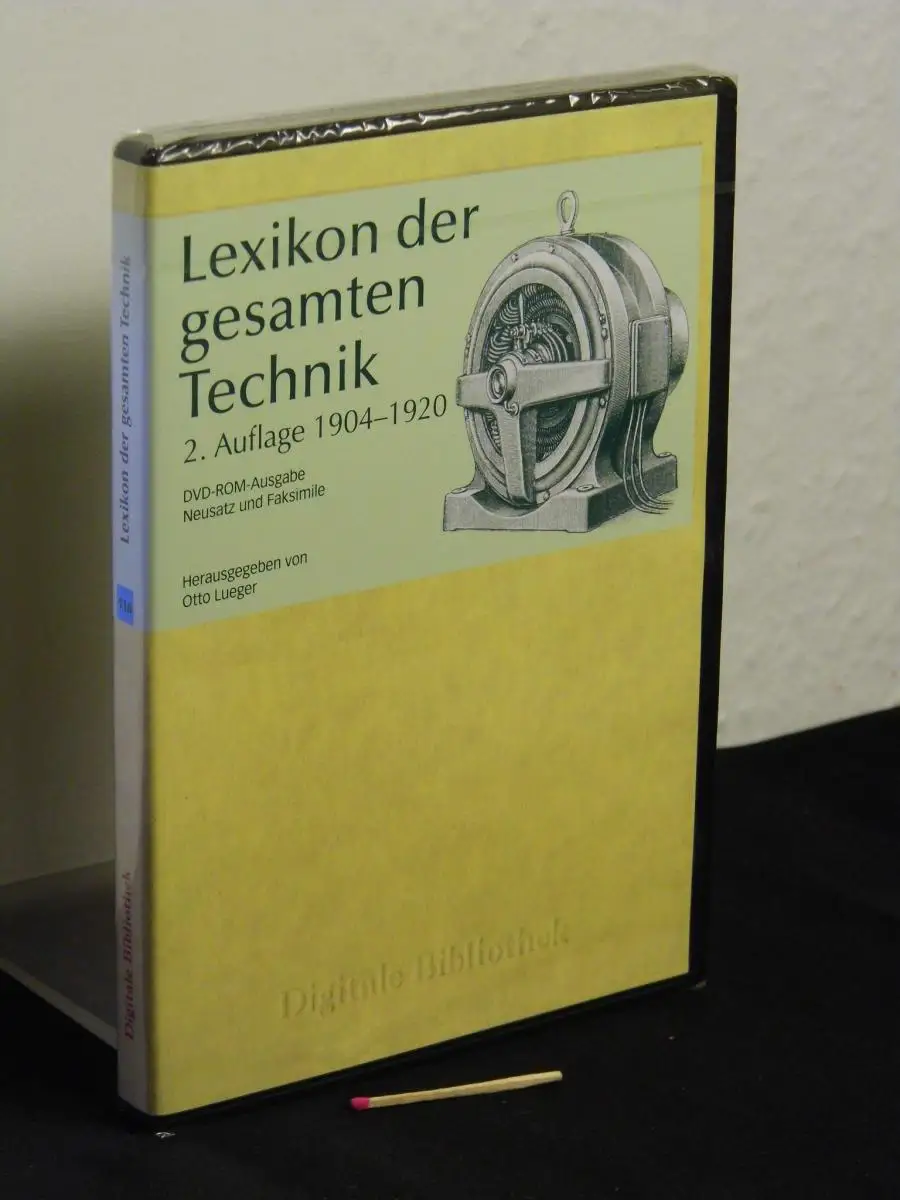 Lexikon der
gesamten
Technik
2. Auflage 1904–1920
DVD-ROM-Ausgabe
Neusatz und Faksimile
Herausgegeben von
Otto Lueger
Digitale Bibliothek
Lexikon der gesamten Technik
Digitale Bibliothek